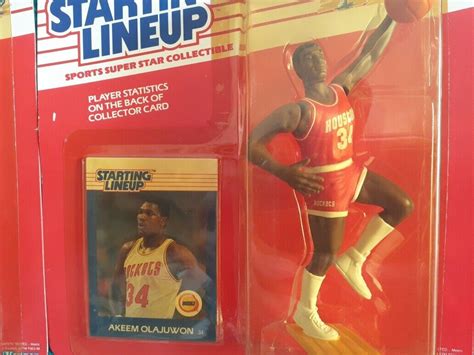 STARTIN
LINEUP
SPORTS SUPER STAR COLLECTIBLE
PLAYER STATISTICS
ON THE BACK OF
COLLECTOR CARD
STARTING
LINEUP
ROCKETS
34
AKEEM OLAJUWON
34
ROCKETS